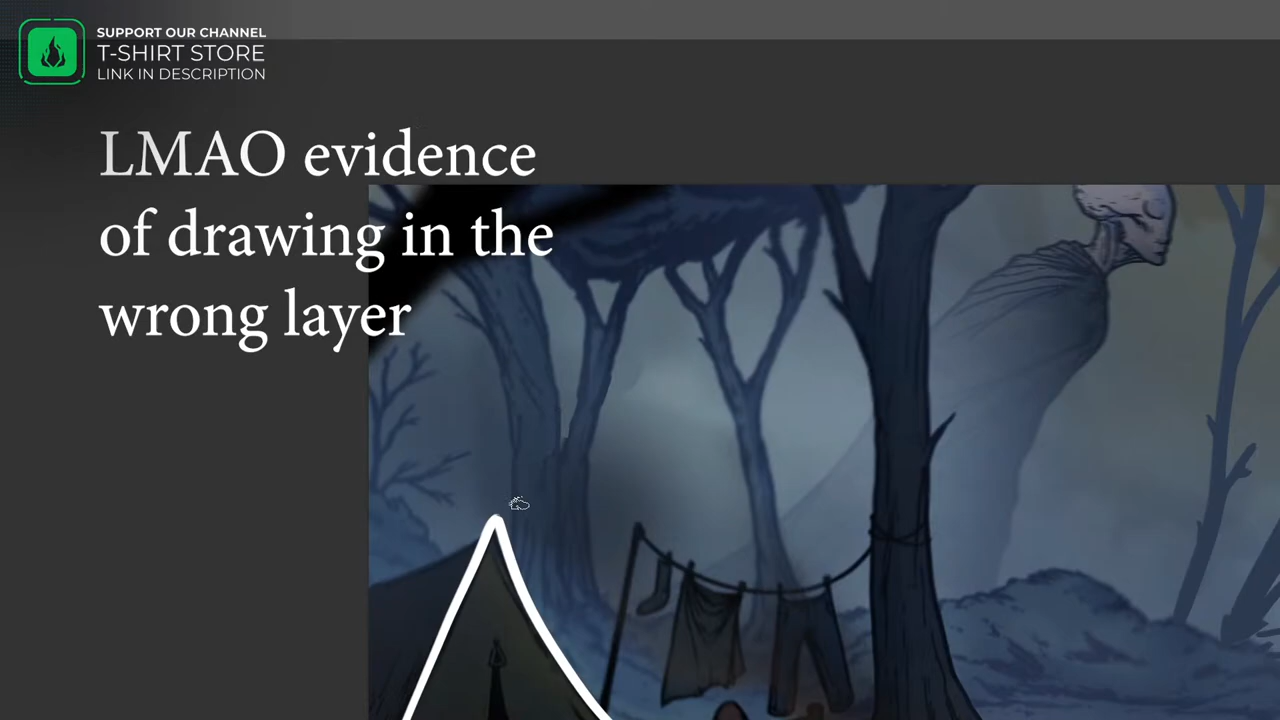 SUPPORT OUR CHANNEL
T-SHIRT STORE
LINK IN DESCRIPTION
LMAO evidence
of drawing in the
wrong layer